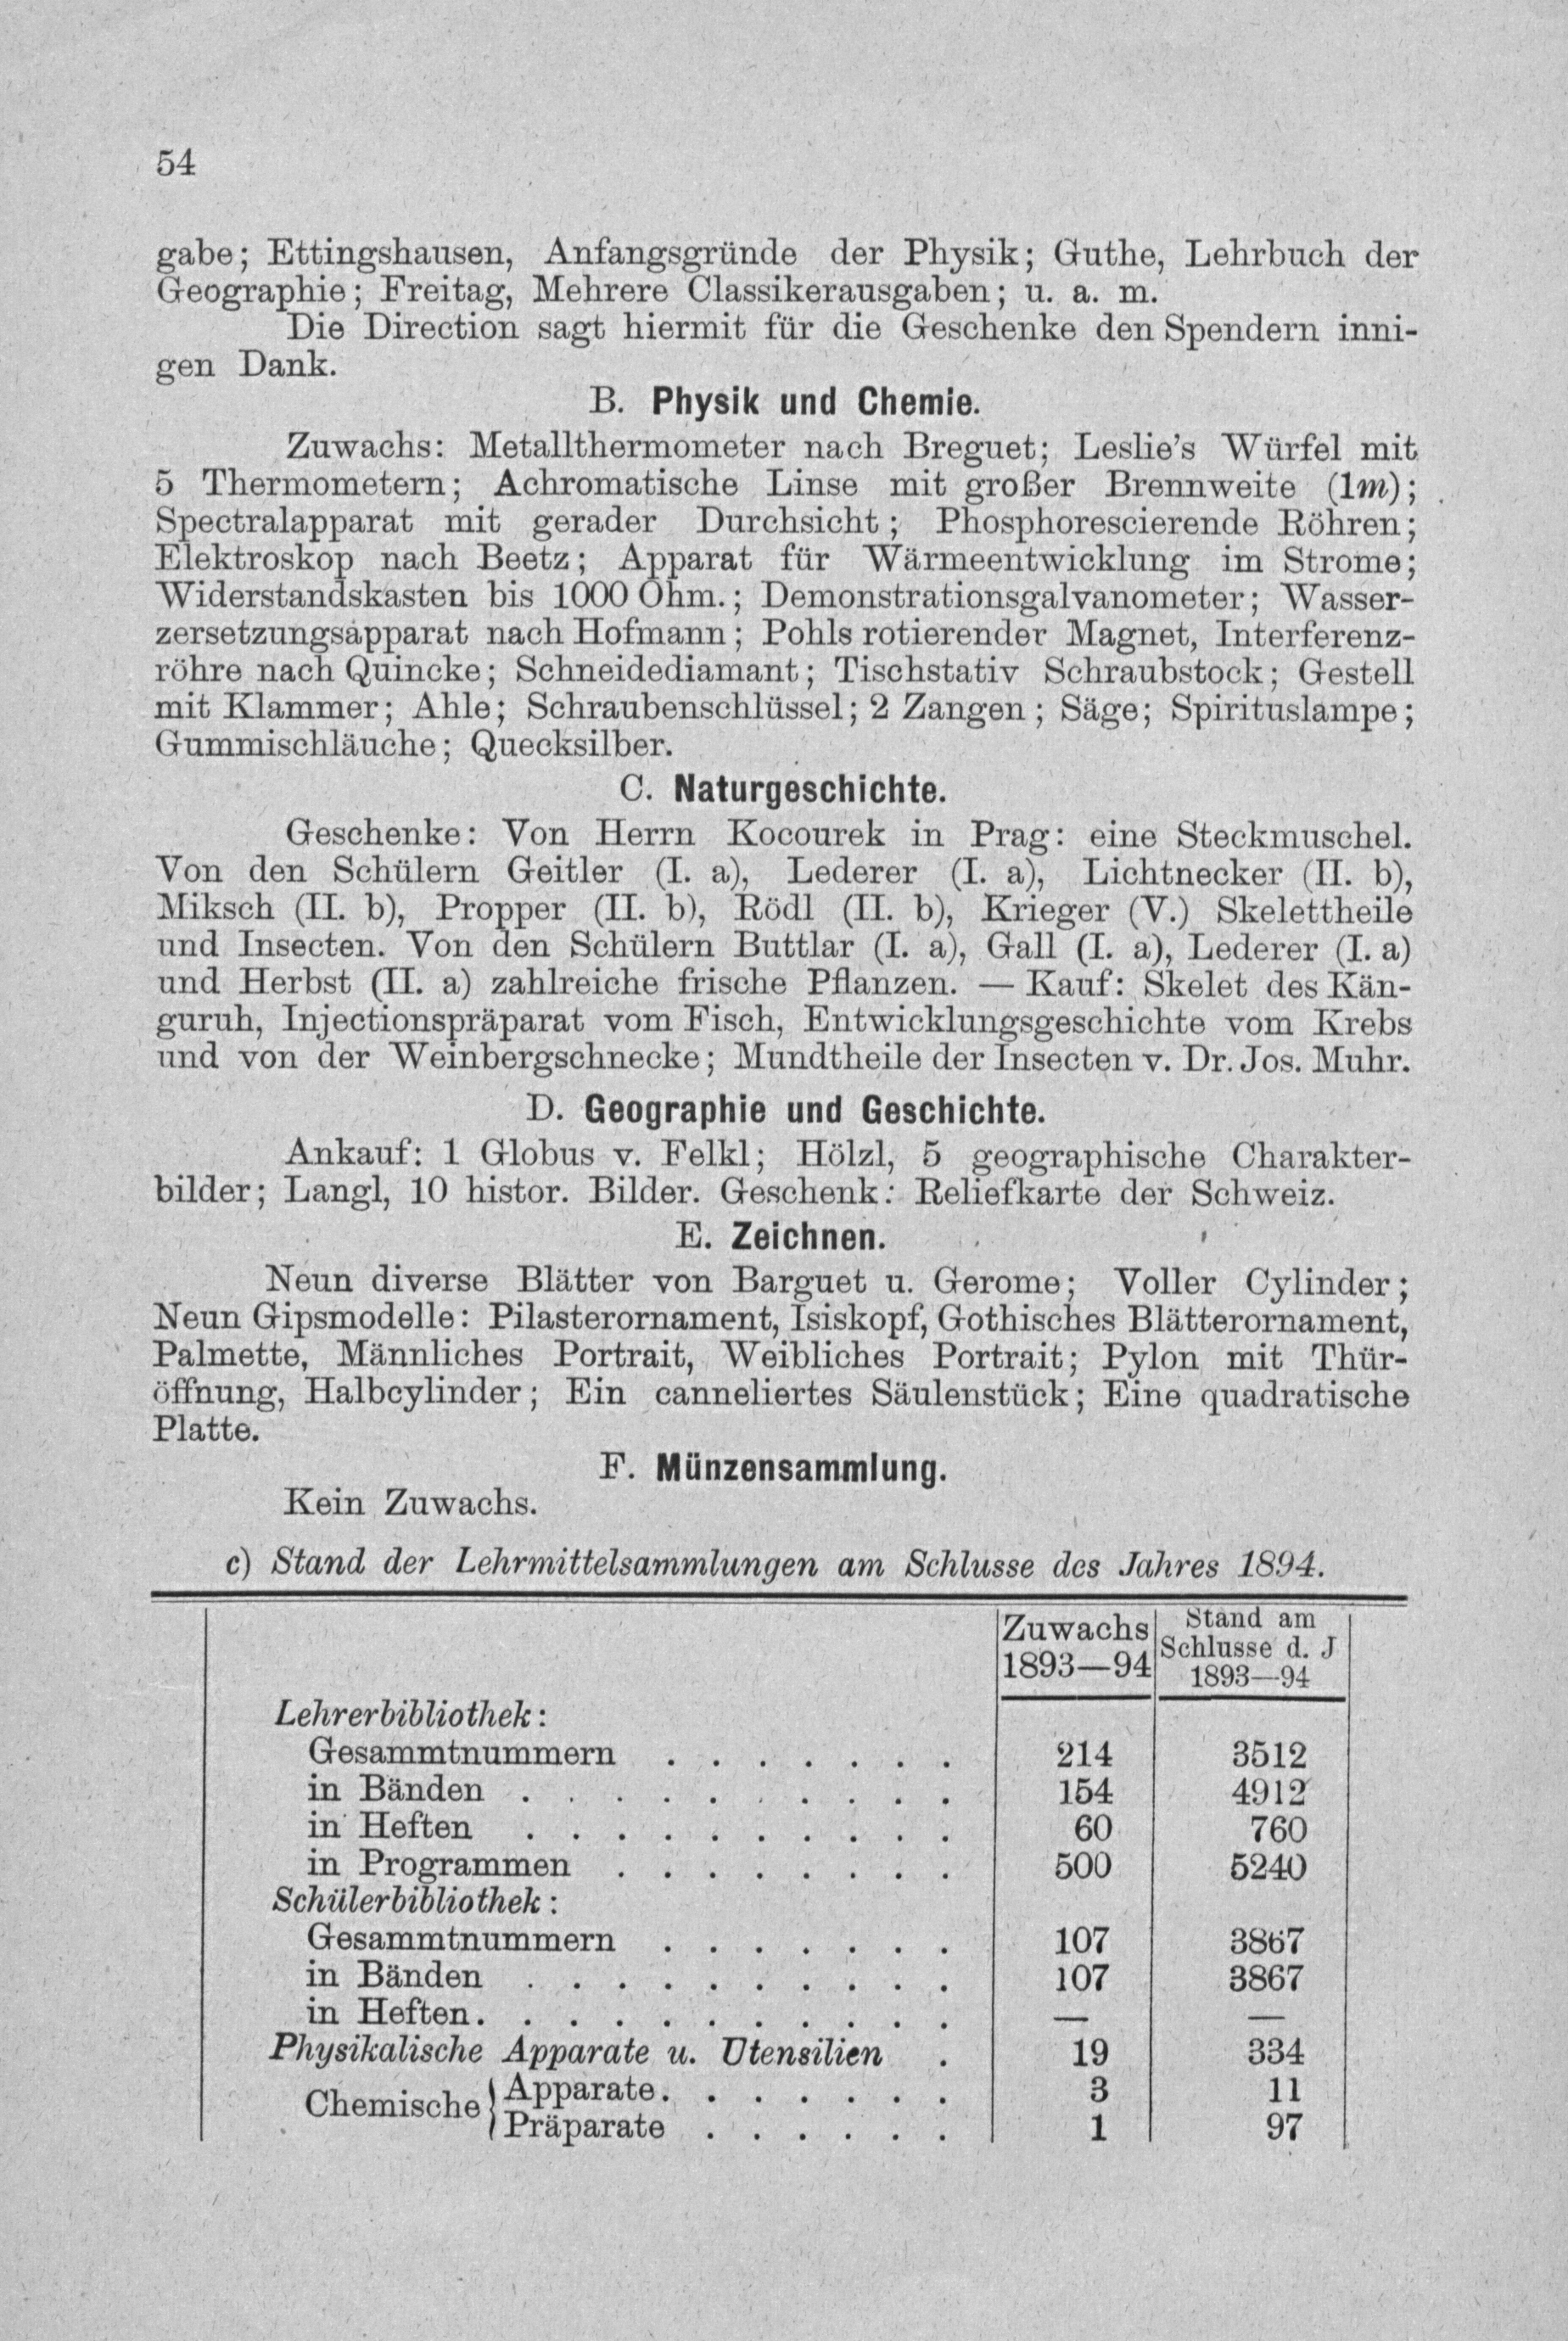 54
gabe; Ettingshausen, Anfangsgründe der Physik; Guthe, Lehrbuch der
Geographie; Freitag, Mehrere Classikerausgaben; u. a. m.
Die Direction sagt hiermit für die Geschenke den Spendern inni-
gen Dank.
B. Physik und Chemie.
Zuwachs: Metallthermometer nach Breguet; Leslie's Würfel mit
5 Thermometern; Achromatische Linse mit großer Brennweite (1m);
Spectralapparat mit gerader Durchsicht; Phosphorescierende Röhren;
Elektroskop nach Beetz; Apparat für Wärmeentwicklung im Strome;
Widerstandskasten bis 1000 Ohm.; Demonstrationsgalvanometer; Wasser-
zersetzungsapparat nach Hofmann; Pohls rotierender Magnet, Interferenz-
röhre nach Quincke; Schneidediamant; Tischstativ Schraubstock; Gestell
mit Klammer; Ahle; Schraubenschlüssel; 2 Zangen; Säge; Spirituslampe;
Gummischläuche; Quecksilber.
C. Naturgeschichte.
Geschenke: Von Herrn Kocourek in Prag: eine Steckmuschel.
Von den Schülern Geitler (I. a), Lederer (I. a), Lichtnecker (II. b),
Miksch (II. b), Propper (II. b), Rödl (II. b), Krieger (V.) Skelettheile
und Insecten. Von den Schülern Buttlar (I. a), Gall (I. a), Lederer (I. a)
und Herbst (II. a) zahlreiche frische Pflanzen. — Kauf: Skelet des Kän-
guruh, Injectionspräparat vom Fisch, Entwicklungsgeschichte vom Krebs
und von der Weinbergschnecke; Mundtheile der Insecten v. Dr. Jos. Muhr.
D. Geographie und Geschichte.
Ankauf: 1 Globus v. Felkl; Hölzl, 5 geographische Charakter-
bilder; Langl, 10 histor. Bilder. Geschenk: Reliefkarte der Schweiz.
E. Zeichnen.
Neun diverse Blätter von Barguet u. Gerome; Voller Cylinder;
Neun Gipsmodelle: Pilasterornament, Isiskopf, Gothisches Blätterornament,
Palmette, Männliches Portrait, Weibliches Portrait; Pylon mit Thür-
öffnung, Halbcylinder; Ein canneliertes Säulenstück; Eine quadratische
Platte.
F. Münzensammlung.
Kein Zuwachs.
c) Stand der Lehrmittelsammlungen am Schlusse des Jahres 1894.
Zuwachs 1893—94 Stand am Schlusse d. J 1893—94
Lehrerbibliothek:
Gesammtnummern . . . . . . . 214 3512
in Bänden . . . . . . . . . . 154 4912
in Heften . . . . . . . . . . 60 760
in Programmen . . . . . . . . 500 5240
Schülerbibliothek:
Gesammtnummern . . . . . . . 107 3867
in Bänden . . . . . . . . . . 107 3867
in Heften . . . . . . . . . . . — —
Physikalische Apparate u. Utensilien . 19 334
Chemische { Apparate . . . . . . . 3 11
Präparate . . . . . . 1 97